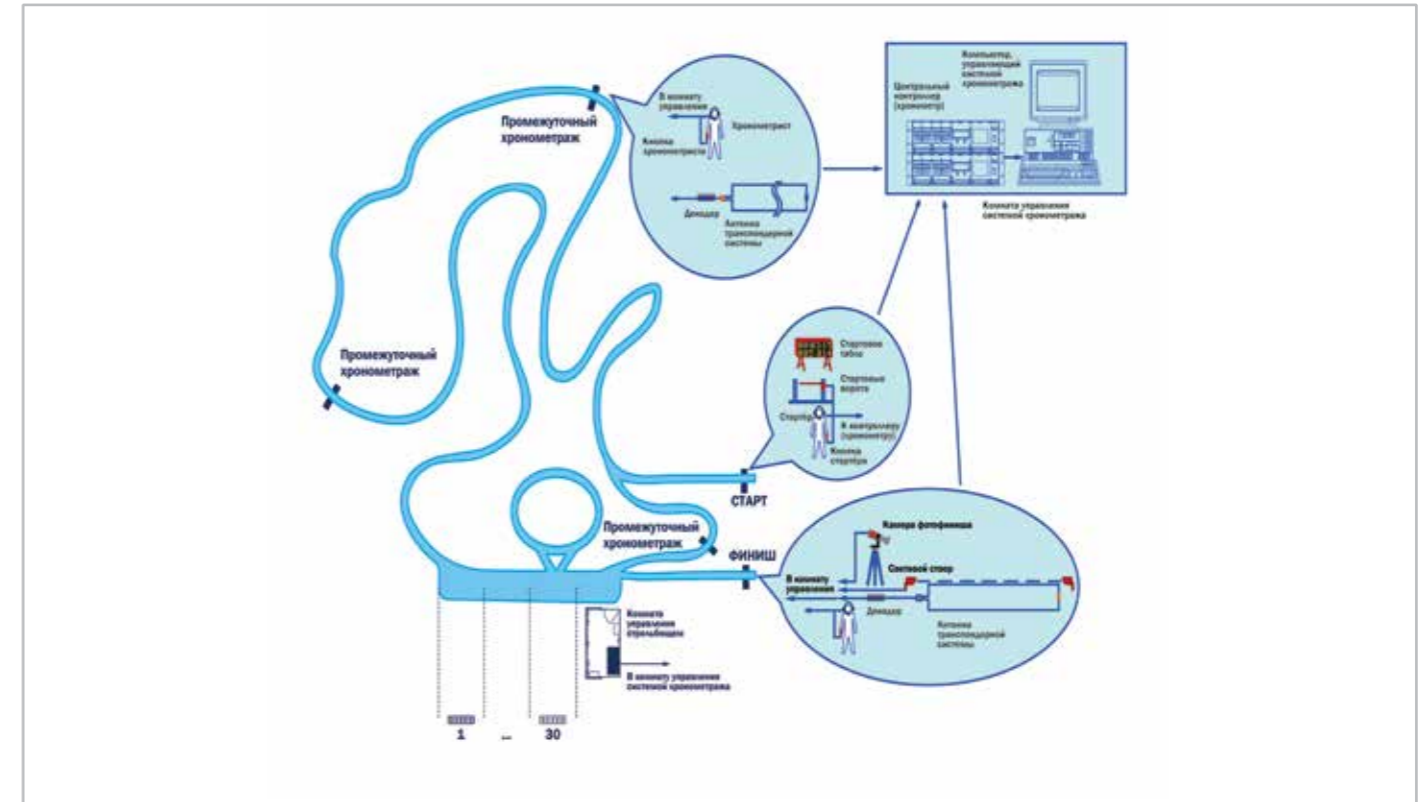 Промежуточный
хронометраж
В комнату
управления
Хронометрист
Кнопка
хронометриста
Декодер
Антенна
транспондерной
системы
Компьютер,
управляющий
системой
хронометража
Центральный
контроллер
(хронометр)
Комната управления
системой хронометража
Промежуточный
хронометраж
Стартовое
табло
Стартовые
ворота
Стартёр
К контроллеру
(хронометру)
Кнопка
стартёра
СТАРТ
Промежуточный
хронометраж
ФИНИШ
Камера фотофиниша
Световой створ
В комнату
управления
Декодер
Антенна
транспондерной
системы
Комната
управления
стрельбищем
В комнату управления
системой хронометража
1 ... 30